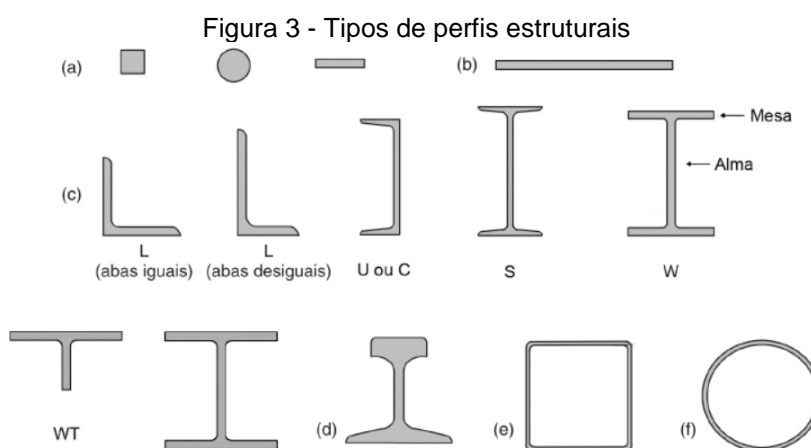 Figura 3 - Tipos de perfis estruturais
(a)
(b)
Mesa
Alma
(c)
L
(abas iguais)
L
(abas desiguais)
U ou C
S
W
WT
(d)
(e)
(f)